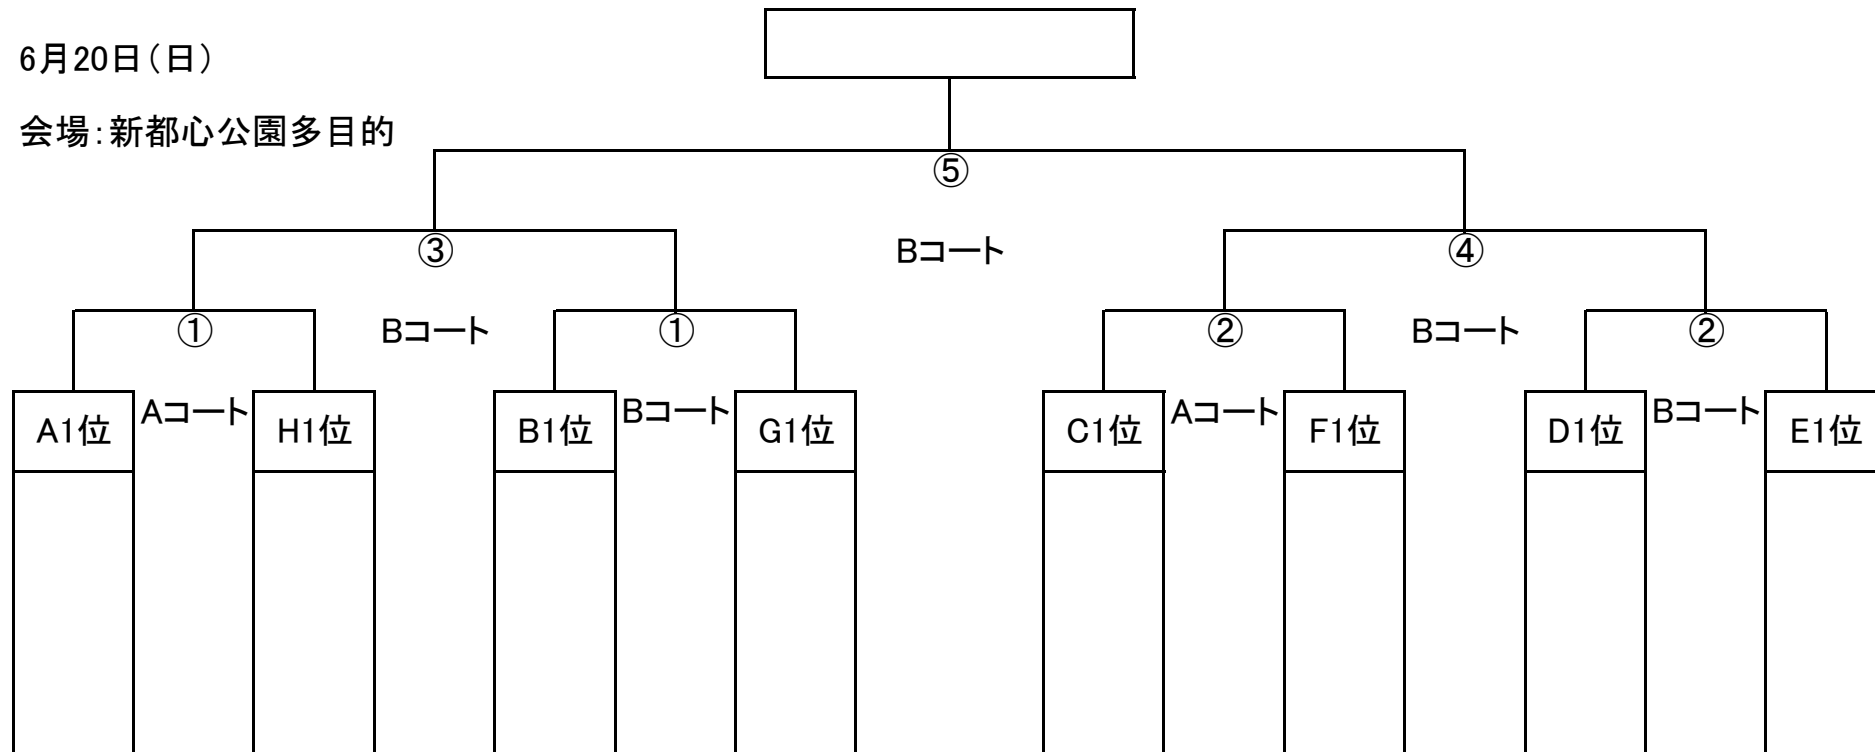 6月20日（日）
会場：新都心公園多目的
⑤
③
Bコート
④
①
Bコート
①
②
Bコート
②
A1位
Aコート
H1位
B1位
Bコート
G1位
C1位
Aコート
F1位
D1位
Bコート
E1位